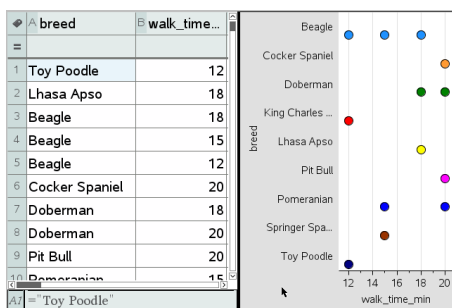 A breed B walk_time...
=
1 Toy Poodle 12
2 Lhasa Apso 18
3 Beagle 18
4 Beagle 15
5 Beagle 12
6 Cocker Spaniel 20
7 Doberman 18
8 Doberman 20
9 Pit Bull 20
10 Pomeranian 15
A1 ="Toy Poodle"
breed
Beagle
Cocker Spaniel
Doberman
King Charles ...
Lhasa Apso
Pit Bull
Pomeranian
Springer Spa...
Toy Poodle
12 14 16 18 20
walk_time_min